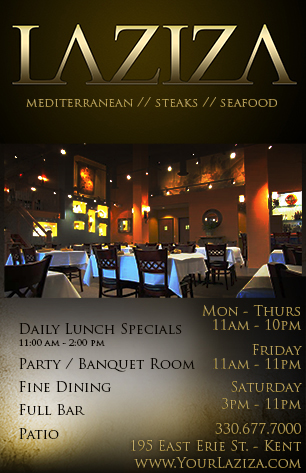 LAZIZA
MEDITERRANEAN // STEAKS // SEAFOOD
DAILY LUNCH SPECIALS
11:00 AM - 2:00 PM
PARTY / BANQUET ROOM
FINE DINING
FULL BAR
PATIO
MON - THURS
11AM - 10PM
FRIDAY
11AM - 11PM
SATURDAY
3PM - 11PM
330.677.7000
195 EAST ERIE ST. - KENT
WWW.YOURLAZIZA.COM